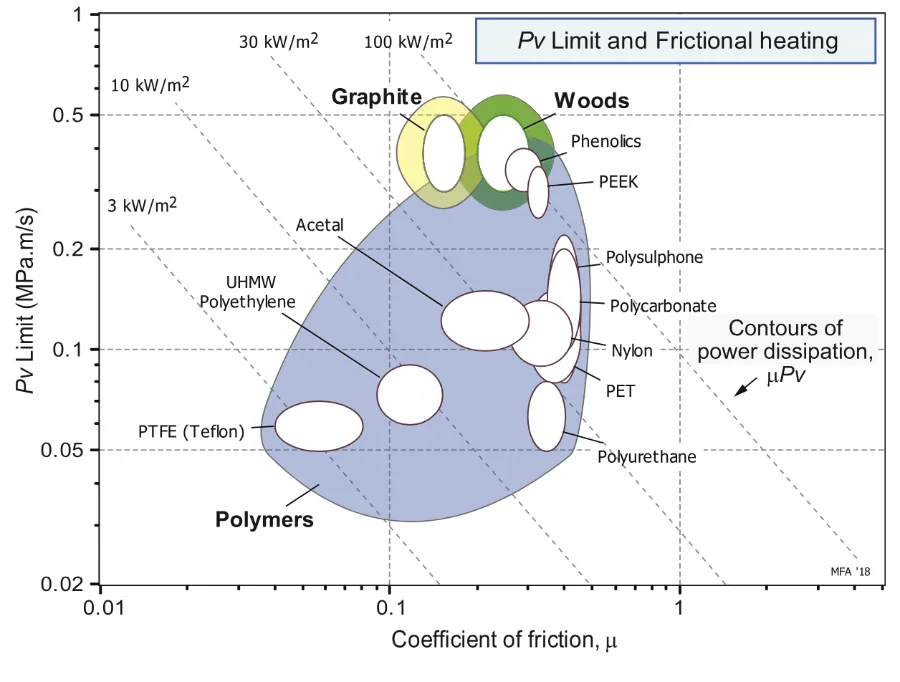 Pv Limit and Frictional heating
1
0.5
0.2
0.1
0.05
0.02
Pv Limit (MPa.m/s)
30 kW/m2
100 kW/m2
10 kW/m2
3 kW/m2
Graphite
Woods
Phenolics
PEEK
Acetal
Polysulphone
UHMW
Polyethylene
Polycarbonate
Contours of
power dissipation,
μPv
Nylon
PET
PTFE (Teflon)
Polyurethane
Polymers
MFA '18
0.01
0.1
1
Coefficient of friction, μ